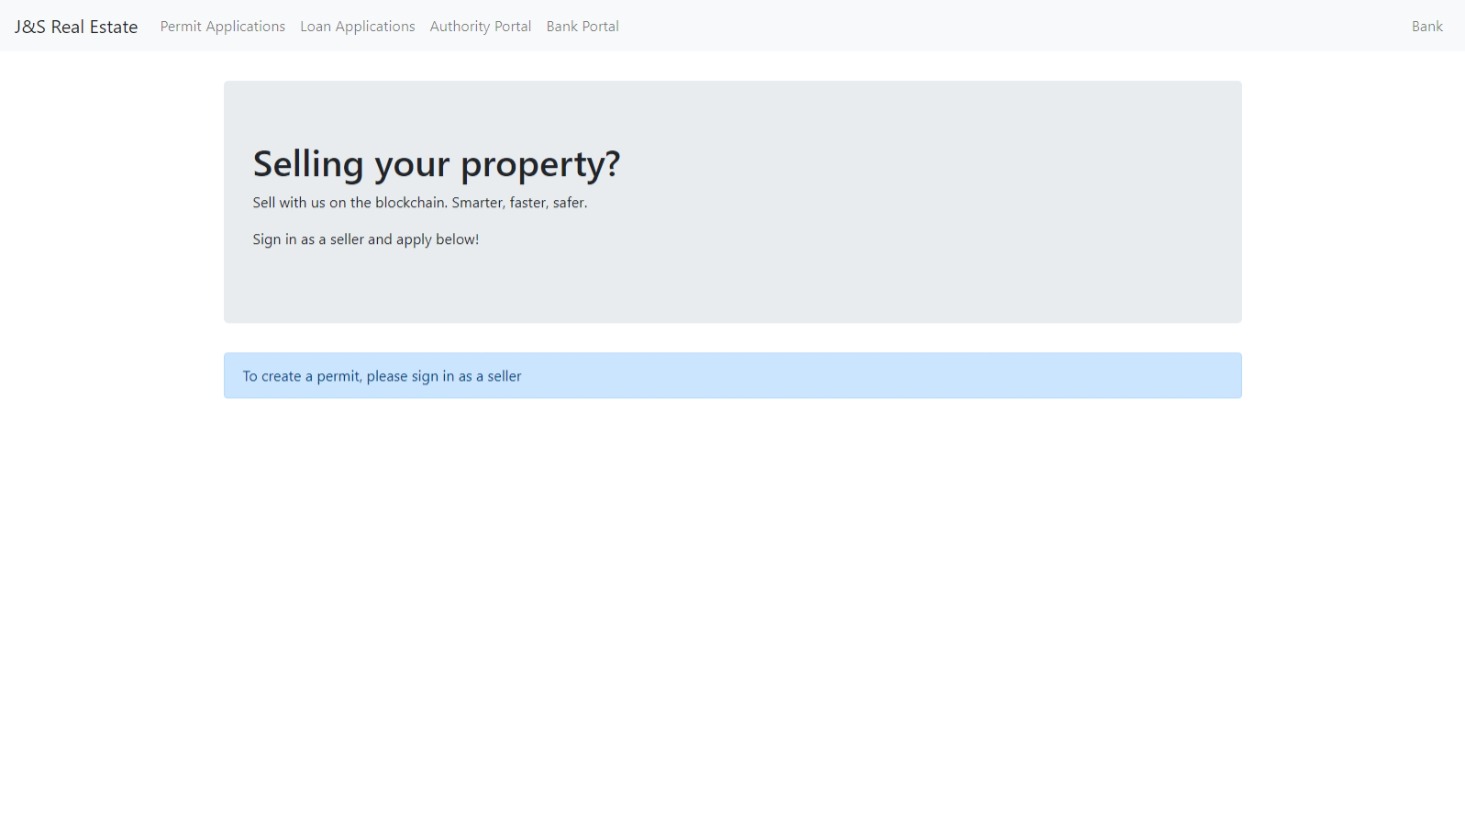 J&S Real Estate Permit Applications Loan Applications Authority Portal Bank Portal Bank
Selling your property?
Sell with us on the blockchain. Smarter, faster, safer.
Sign in as a seller and apply below!
To create a permit, please sign in as a seller